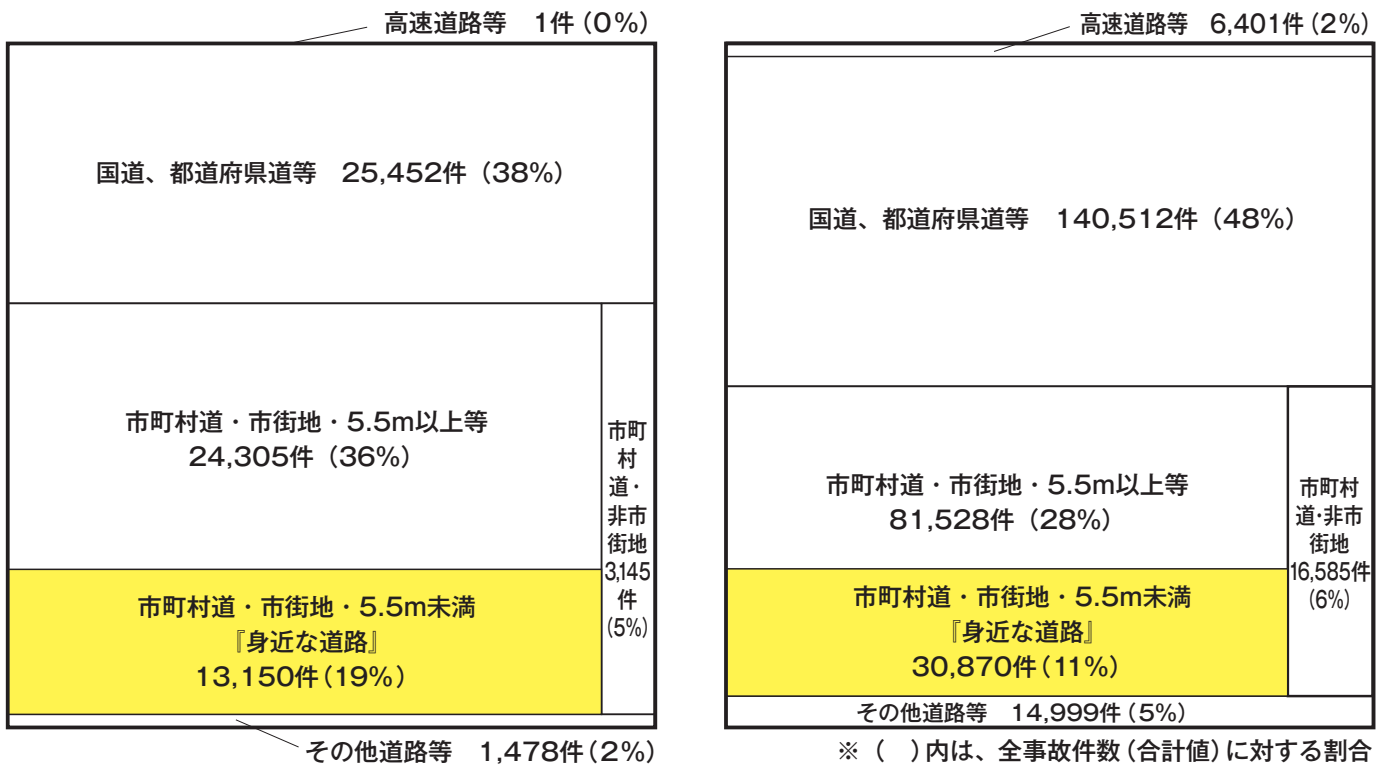 高速道路等　1件（0%）
国道、都道府県道等　25,452件（38%）
市町村道・市街地・5.5m以上等
24,305件（36%）
市町
村
道・
非市
街地
3,145
件
（5%）
市町村道・市街地・5.5m未満
『身近な道路』
13,150件（19%）
その他道路等　1,478件（2%）
高速道路等　6,401件（2%）
国道、都道府県道等　140,512件（48%）
市町村道・市街地・5.5m以上等
81,528件（28%）
市町村
道・非市
街地
16,585件
（6%）
市町村道・市街地・5.5m未満
『身近な道路』
30,870件（11%）
その他道路等　14,999件（5%）
※（　）内は、全事故件数（合計値）に対する割合